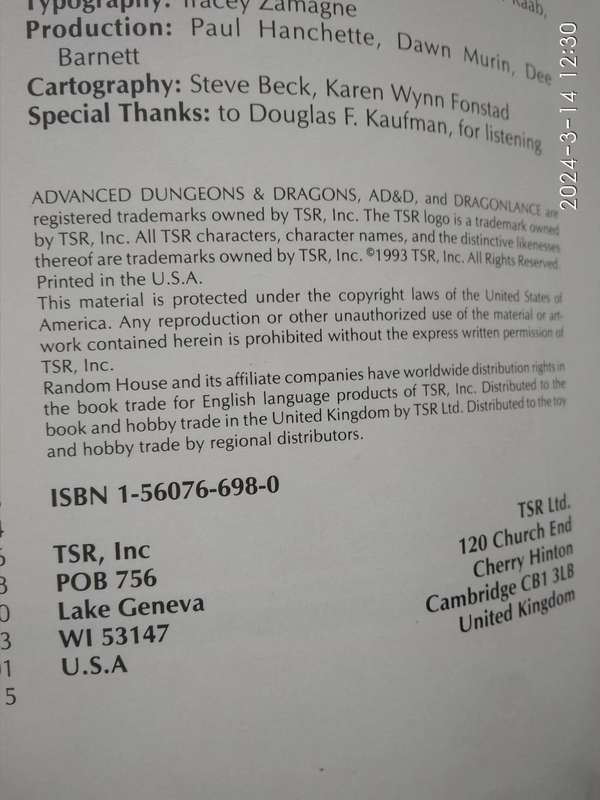 Typography: Tracey Zamagne
Production: Paul Hanchette, Dawn Murin, Dee
Barnett
Cartography: Steve Beck, Karen Wynn Fonstad
Special Thanks: to Douglas F. Kaufman, for listening
ADVANCED DUNGEONS & DRAGONS, AD&D, and DRAGONLANCE are
registered trademarks owned by TSR, Inc. The TSR logo is a trademark owned
by TSR, Inc. All TSR characters, character names, and the distinctive likenesses
thereof are trademarks owned by TSR, Inc. ©1993 TSR, Inc. All Rights Reserved.
Printed in the U.S.A.
This material is protected under the copyright laws of the United States of
America. Any reproduction or other unauthorized use of the material or art-
work contained herein is prohibited without the express written permission of
TSR, Inc.
Random House and its affiliate companies have worldwide distribution rights in
the book trade for English language products of TSR, Inc. Distributed to the
book and hobby trade in the United Kingdom by TSR Ltd. Distributed to the toy
and hobby trade by regional distributors.
ISBN 1-56076-698-0
TSR, Inc
POB 756
Lake Geneva
WI 53147
U.S.A
TSR Ltd.
120 Church End
Cherry Hinton
Cambridge CB1 3LB
United Kingdom
2024-3-14 12:30